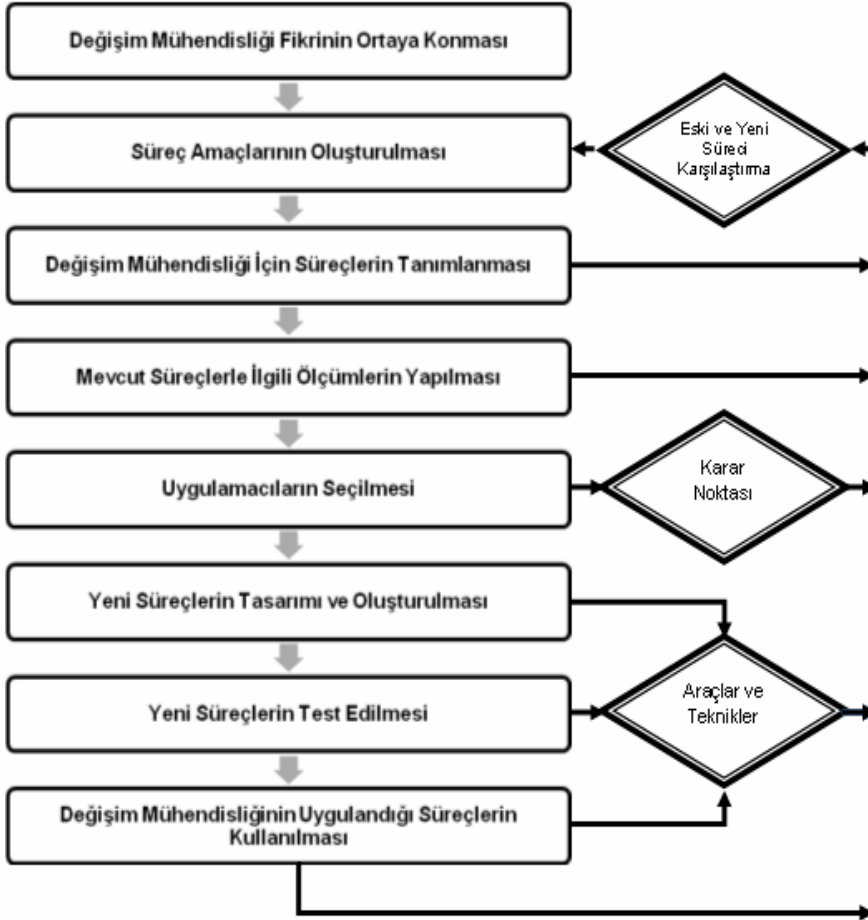 Değişim Mühendisliği Fikrinin Ortaya Konması
Süreç Amaçlarının Oluşturulması
Eski ve Yeni
Süreci
Karşılaştırma
Değişim Mühendisliği İçin Süreçlerin Tanımlanması
Mevcut Süreçlerle İlgili Ölçümlerin Yapılması
Uygulamacıların Seçilmesi
Karar
Noktası
Yeni Süreçlerin Tasarımı ve Oluşturulması
Yeni Süreçlerin Test Edilmesi
Araçlar ve
Teknikler
Değişim Mühendisliğinin Uygulandığı Süreçlerin
Kullanılması